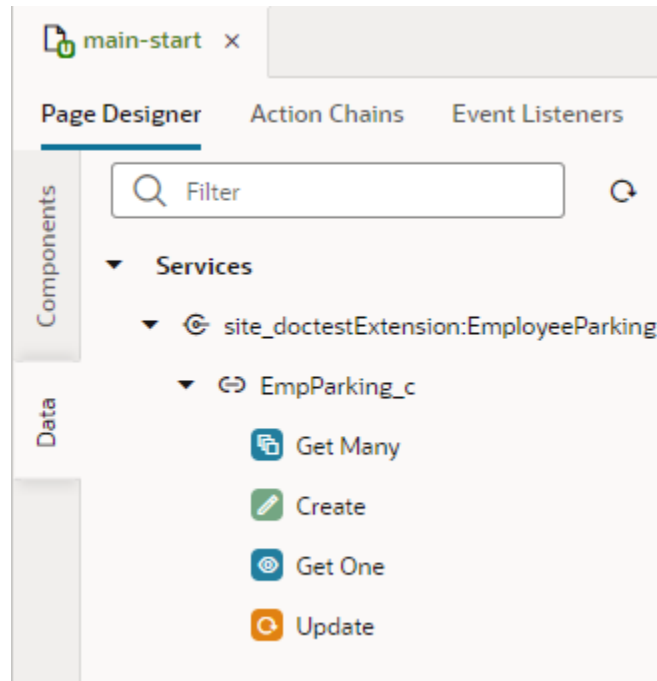 main-start ×
Page Designer Action Chains Event Listeners
Components
Data
Filter
Services
site_doctestExtension:EmployeeParking
EmpParking_c
Get Many
Create
Get One
Update